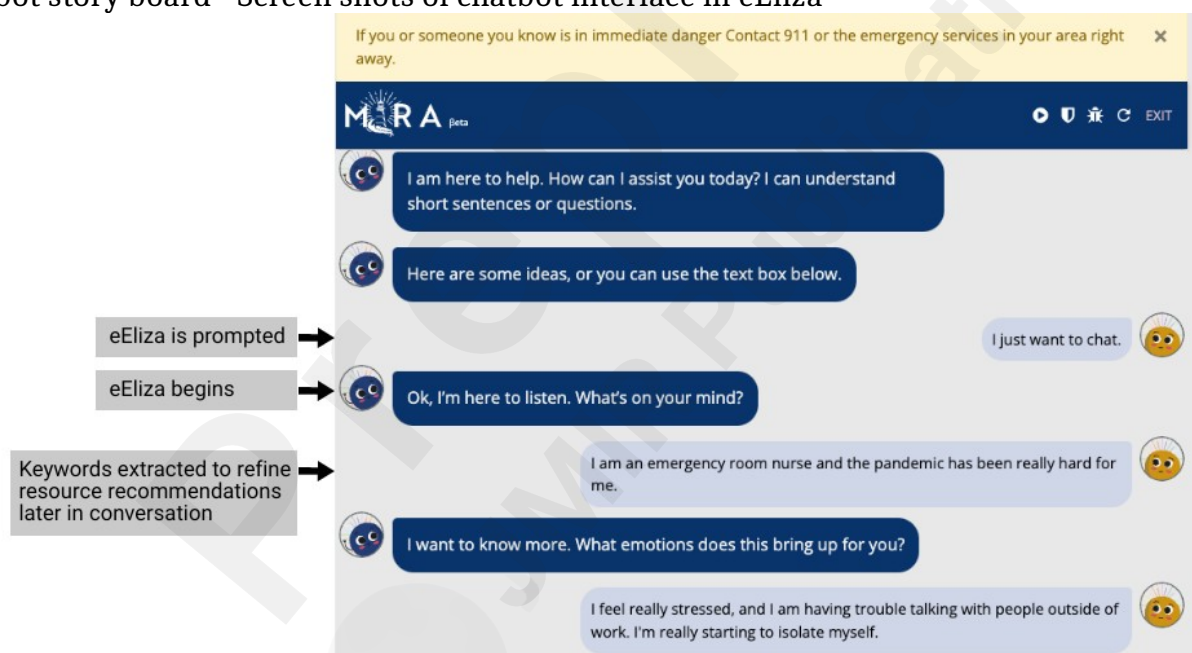 bot story board - Screen shots of chatbot interface in eEliza
If you or someone you know is in immediate danger Contact 911 or the emergency services in your area right
away.
MIRA Beta
EXIT
I am here to help. How can I assist you today? I can understand
short sentences or questions.
Here are some ideas, or you can use the text box below.
eEliza is prompted
I just want to chat.
eEliza begins
Ok, I'm here to listen. What's on your mind?
Keywords extracted to refine
resource recommendations
later in conversation
I am an emergency room nurse and the pandemic has been really hard for
me.
I want to know more. What emotions does this bring up for you?
I feel really stressed, and I am having trouble talking with people outside of
work. I'm really starting to isolate myself.